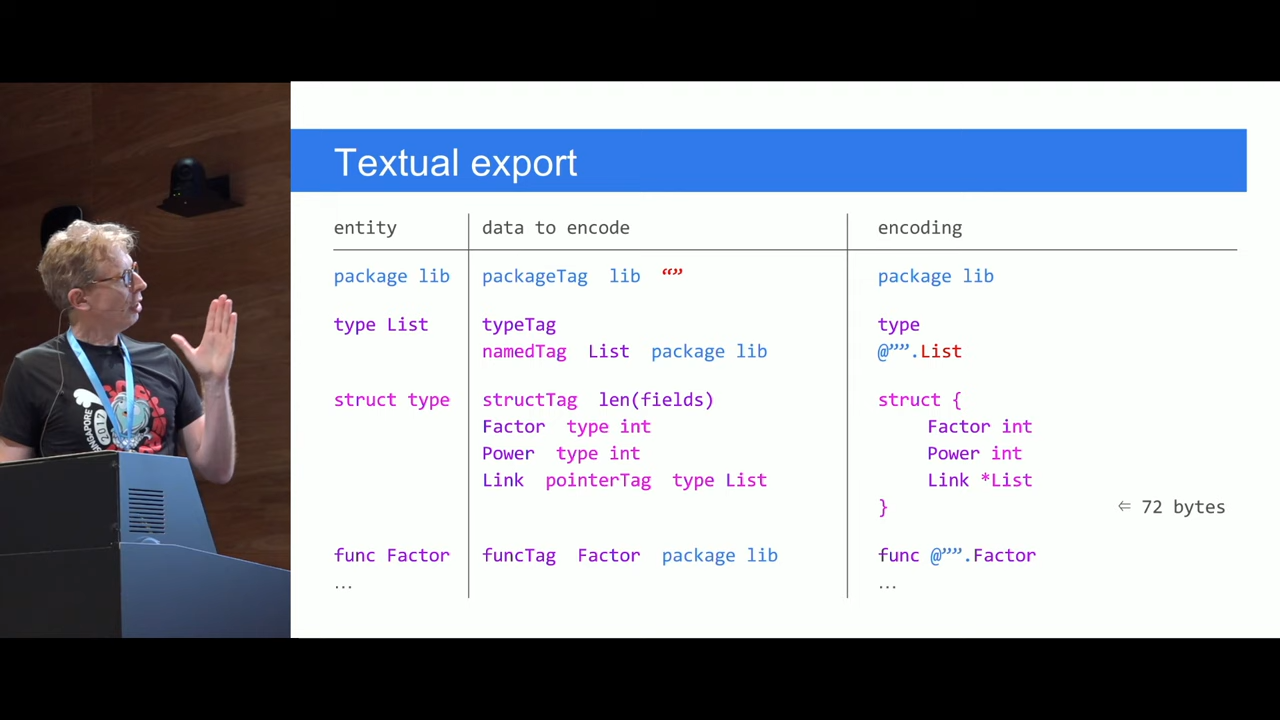 Textual export
entity data to encode encoding
package lib packageTag lib “” package lib
type List typeTag type
namedTag List package lib @””.List
struct type structTag len(fields) struct {
Factor type int Factor int
Power type int Power int
Link pointerTag type List Link *List
} ⇐ 72 bytes
func Factor funcTag Factor package lib func @””.Factor
… …
SINGAPORE
2017